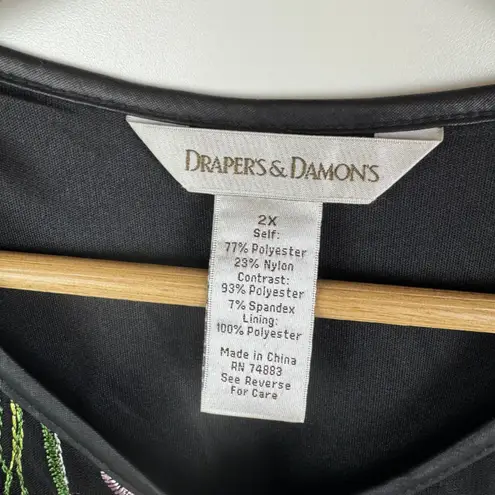 DRAPER'S & DAMON'S
2X
Self:
77% Polyester
23% Nylon
Contrast:
93% Polyester
7% Spandex
Lining:
100% Polyester
Made in China
RN 74883
See Reverse
For Care